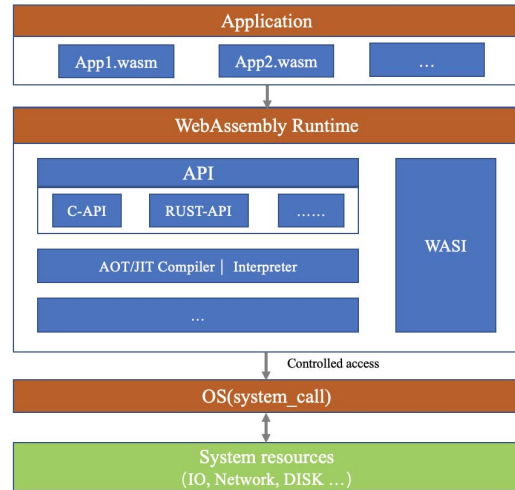 Application
App1.wasm
App2.wasm
...
WebAssembly Runtime
API
C-API
RUST-API
......
WASI
AOT/JIT Compiler | Interpreter
...
Controlled access
OS(system_call)
System resources
(IO, Network, DISK ...)